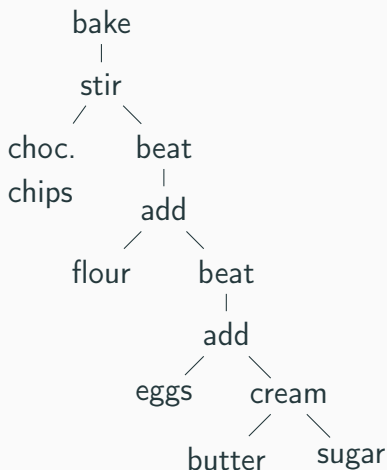 bake
stir
choc. beat
chips
add
flour beat
add
eggs cream
butter sugar